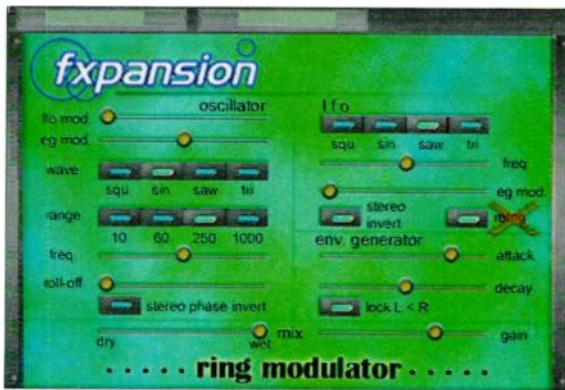 fxpansion
oscillator
lfo mod.
eg mod.
wave
squ sin saw tri
range
10 60 250 1000
freq
roll-off
stereo phase invert
dry wet mix
lfo
squ sin saw tri
freq
eg mod.
stereo
invert
retrig
env. generator
attack
decay
lock L < R
gain
. . . . . ring modulator . . . . .